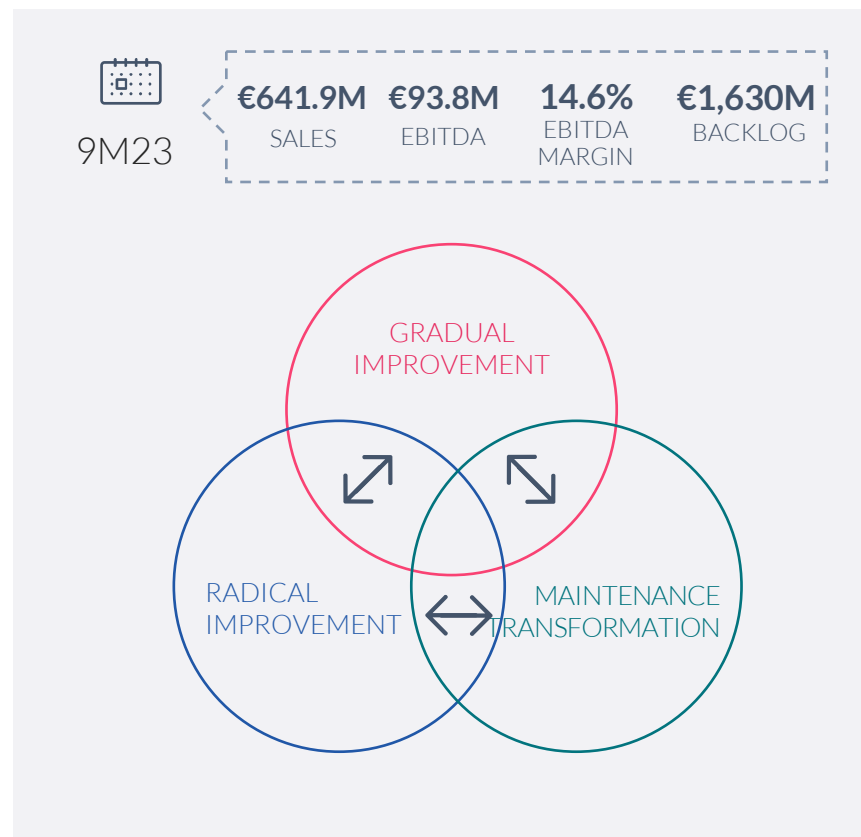 9M23
€641.9M
SALES
€93.8M
EBITDA
14.6%
EBITDA
MARGIN
€1,630M
BACKLOG
GRADUAL
IMPROVEMENT
RADICAL
IMPROVEMENT
MAINTENANCE
TRANSFORMATION